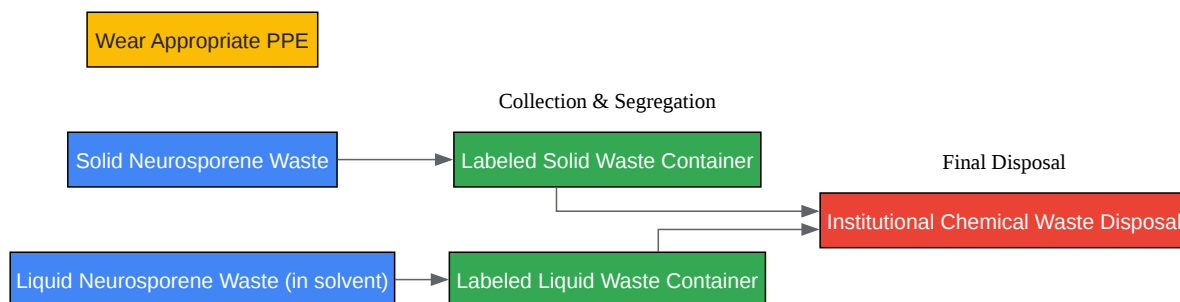 Wear Appropriate PPE
Collection & Segregation
Solid Neurosporene Waste
Labeled Solid Waste Container
Final Disposal
Institutional Chemical Waste Disposal
Liquid Neurosporene Waste (in solvent)
Labeled Liquid Waste Container